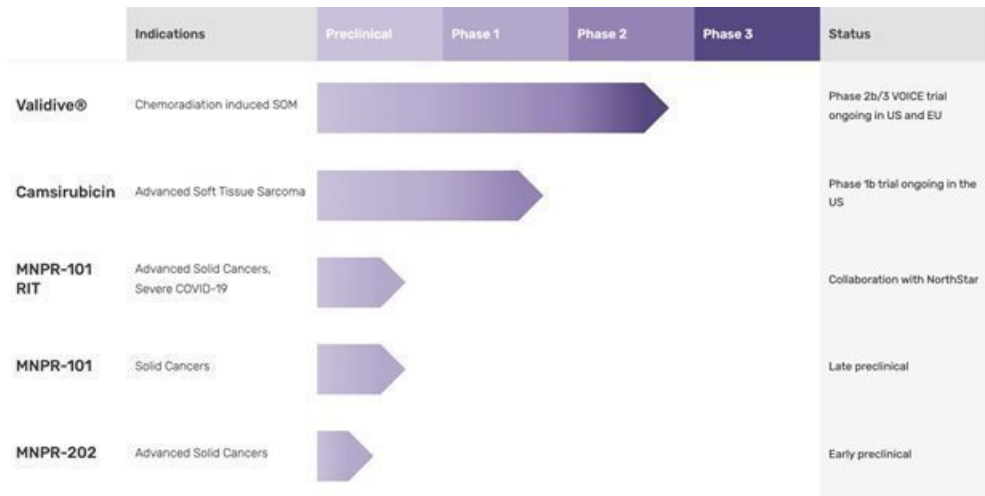 Indications Preclinical Phase 1 Phase 2 Phase 3 Status
Validive® Chemoradiation induced SOM Phase 2b/3 VOICE trial
ongoing in US and EU
Camsirubicin Advanced Soft Tissue Sarcoma Phase 1b trial ongoing in the
US
MNPR-101
RIT
Advanced Solid Cancers,
Severe COVID-19
Collaboration with NorthStar
MNPR-101 Solid Cancers Late preclinical
MNPR-202 Advanced Solid Cancers Early preclinical